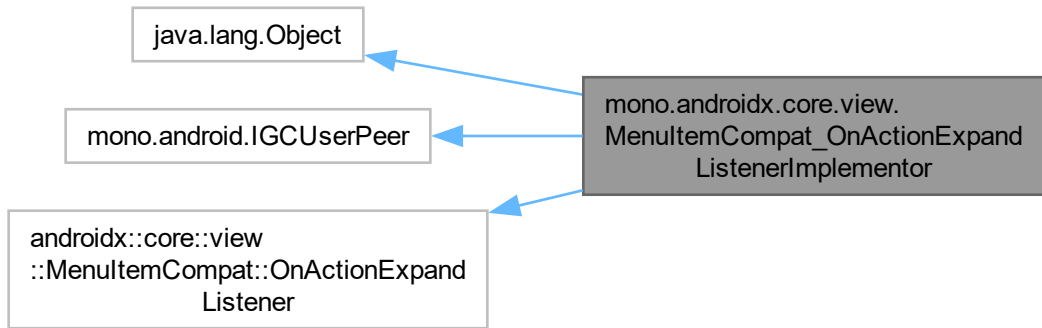 java.lang.Object
mono.android.IGCUserPeer
androidx::core::view
::MenuItemCompat::OnActionExpand
Listener
mono.androidx.core.view.
MenuItemCompat_OnActionExpand
ListenerImplementor